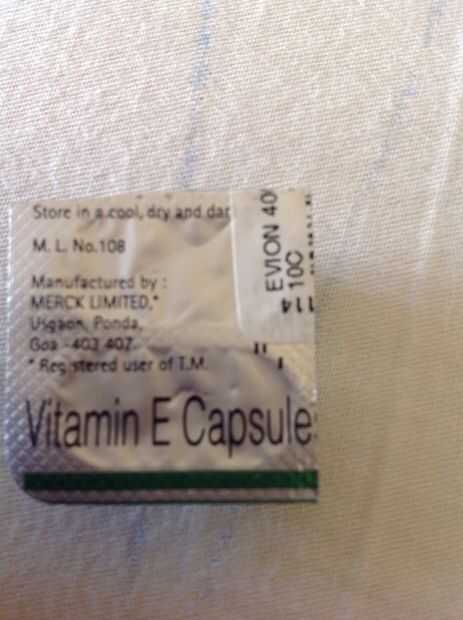 Store in a cool, dry and dar
M. L. No.108
Manufactured by :
MERCK LIMITED,*
Usgaon, Ponda,
Goa - 403 407.
* Registered user of T.M.
Vitamin E Capsule
EVION 40
10C